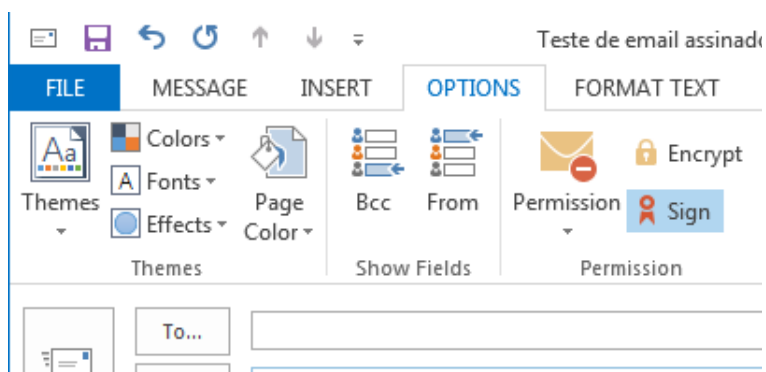 Teste de email assinado
FILE MESSAGE INSERT OPTIONS FORMAT TEXT
Aa Colors
A Fonts
Effects
Themes
Page
Color
Bcc From
Permission
Encrypt
Sign
Themes Show Fields Permission
To...